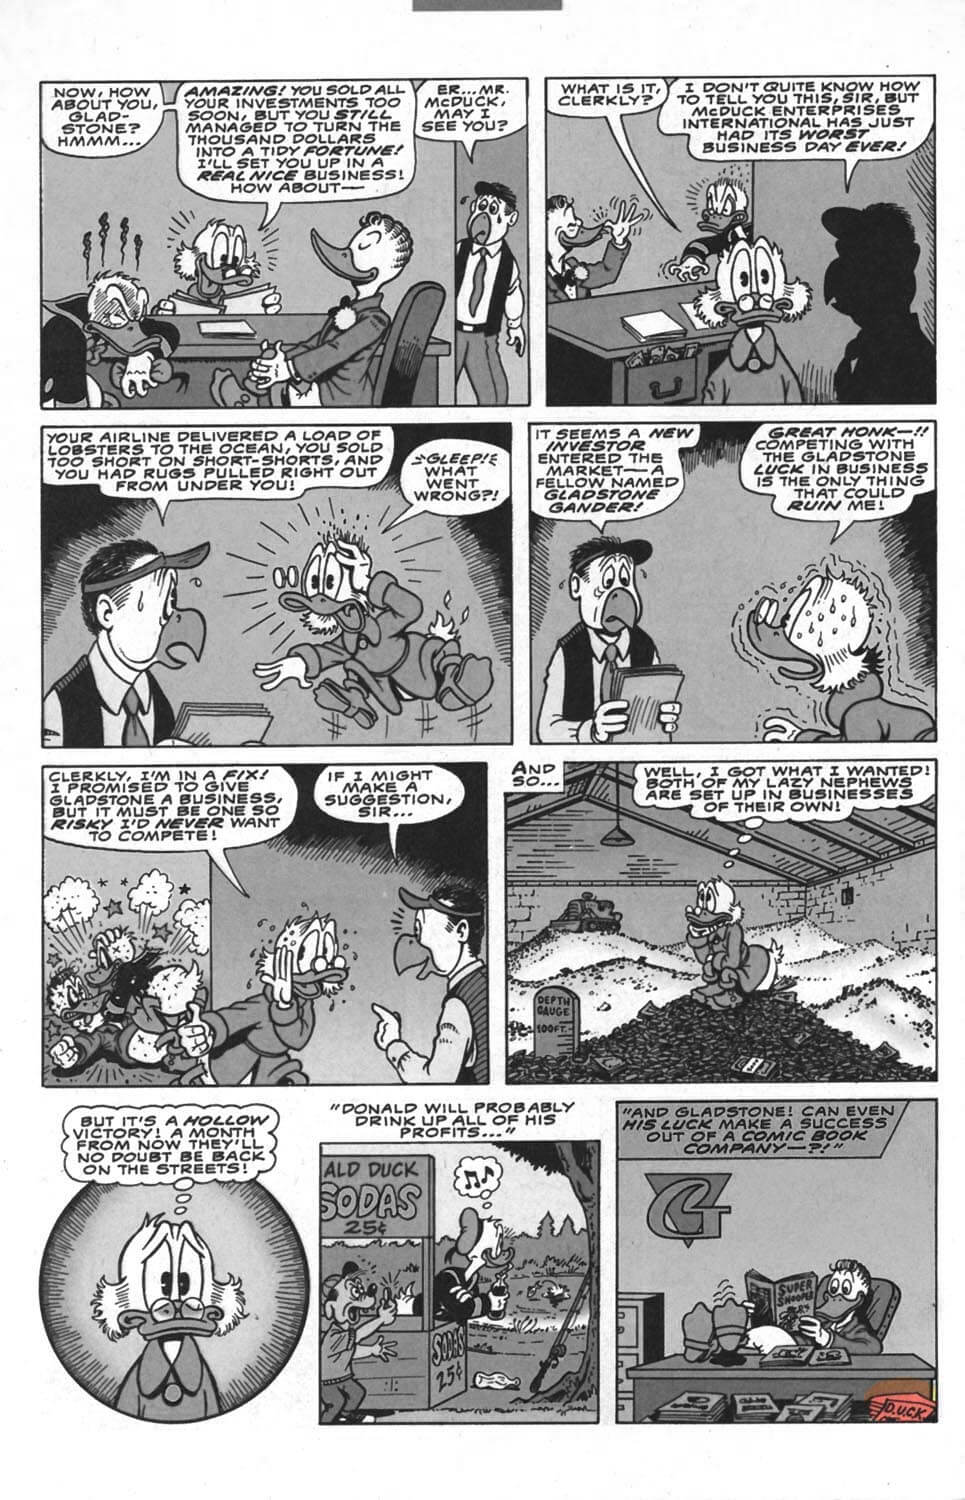 NOW, HOW
ABOUT YOU,
GLAD-
STONE?
HMMM...
AMAZING! YOU SOLD ALL
YOUR INVESTMENTS TOO
SOON, BUT YOU STILL
MANAGED TO TURN THE
THOUSAND DOLLARS
INTO A TIDY FORTUNE!
I'LL SET YOU UP IN A
REAL NICE BUSINESS!
HOW ABOUT—
ER...MR.
McDUCK,
MAY I
SEE YOU?
WHAT IS IT,
CLERKLY?
I DON'T QUITE KNOW HOW
TO TELL YOU THIS, SIR, BUT
McDUCK ENTERPRISES
INTERNATIONAL HAS JUST
HAD ITS WORST
BUSINESS DAY EVER!
YOUR AIRLINE DELIVERED A LOAD OF
LOBSTERS TO THE OCEAN, YOU SOLD
TOO SHORT ON SHORT-SHORTS, AND
YOU HAD RUGS PULLED RIGHT OUT
FROM UNDER YOU!
GLEEP!
WHAT
WENT
WRONG?!
IT SEEMS A NEW
INVESTOR
ENTERED THE
MARKET—A
FELLOW NAMED
GLADSTONE
GANDER!
GREAT HONK—!!
COMPETING WITH
THE GLADSTONE
LUCK IN BUSINESS
IS THE ONLY THING
THAT COULD
RUIN ME!
CLERKLY, I'M IN A FIX!
I PROMISED TO GIVE
GLADSTONE A BUSINESS,
BUT IT MUST BE ONE SO
RISKY I'D NEVER WANT
TO COMPETE!
IF I MIGHT
MAKE A
SUGGESTION,
SIR...
AND
SO...
WELL, I GOT WHAT I WANTED!
BOTH OF MY LAZY NEPHEWS
ARE SET UP IN BUSINESSES
OF THEIR OWN!
DEPTH
GAUGE
100FT.-
BUT IT'S A HOLLOW
VICTORY! A MONTH
FROM NOW THEY'LL
NO DOUBT BE BACK
ON THE STREETS!
"DONALD WILL PROBABLY
DRINK UP ALL OF HIS
PROFITS..."
ALD DUCK
SODAS
25¢
SODAS
25¢
"AND GLADSTONE! CAN EVEN
HIS LUCK MAKE A SUCCESS
OUT OF A COMIC BOOK
COMPANY—?!"
G
SUPER
SNOOPER
D.U.C.K.